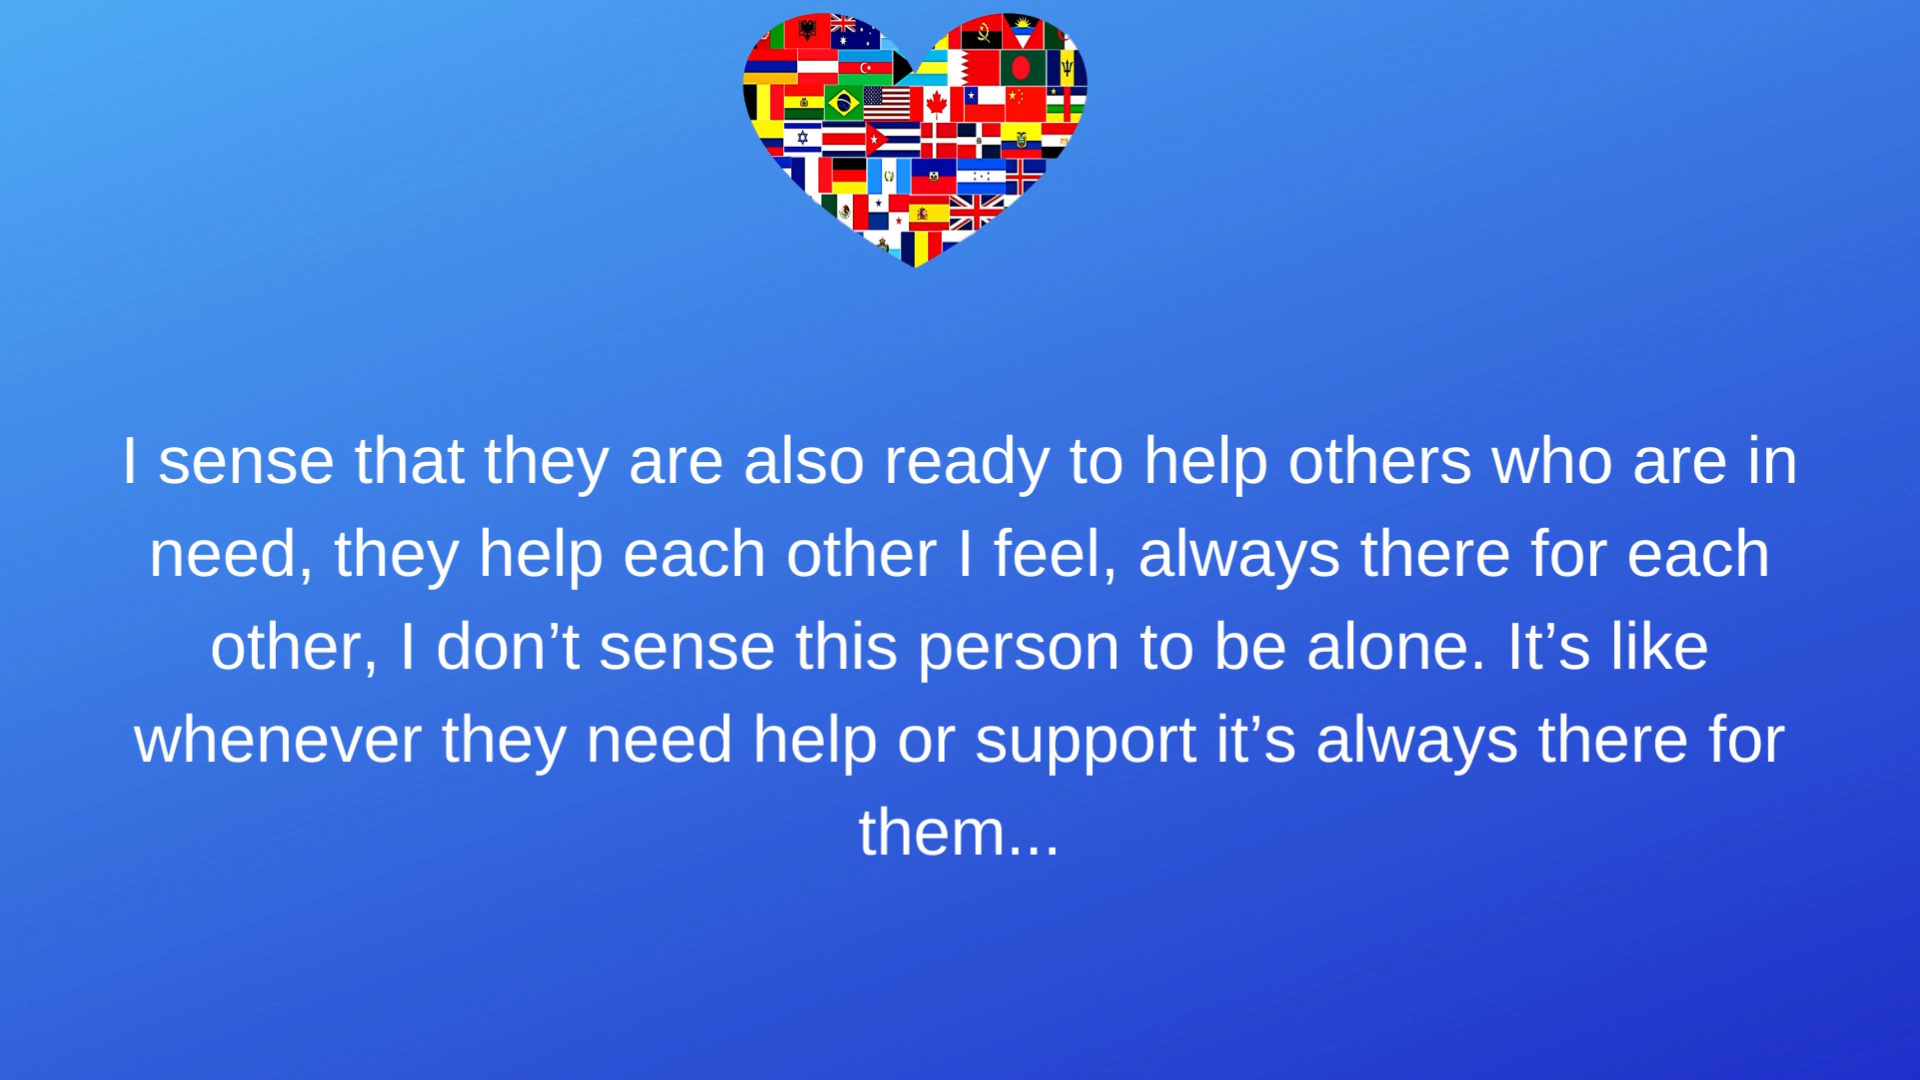 I sense that they are also ready to help others who are in
need, they help each other I feel, always there for each
other, I don’t sense this person to be alone. It’s like
whenever they need help or support it’s always there for
them...